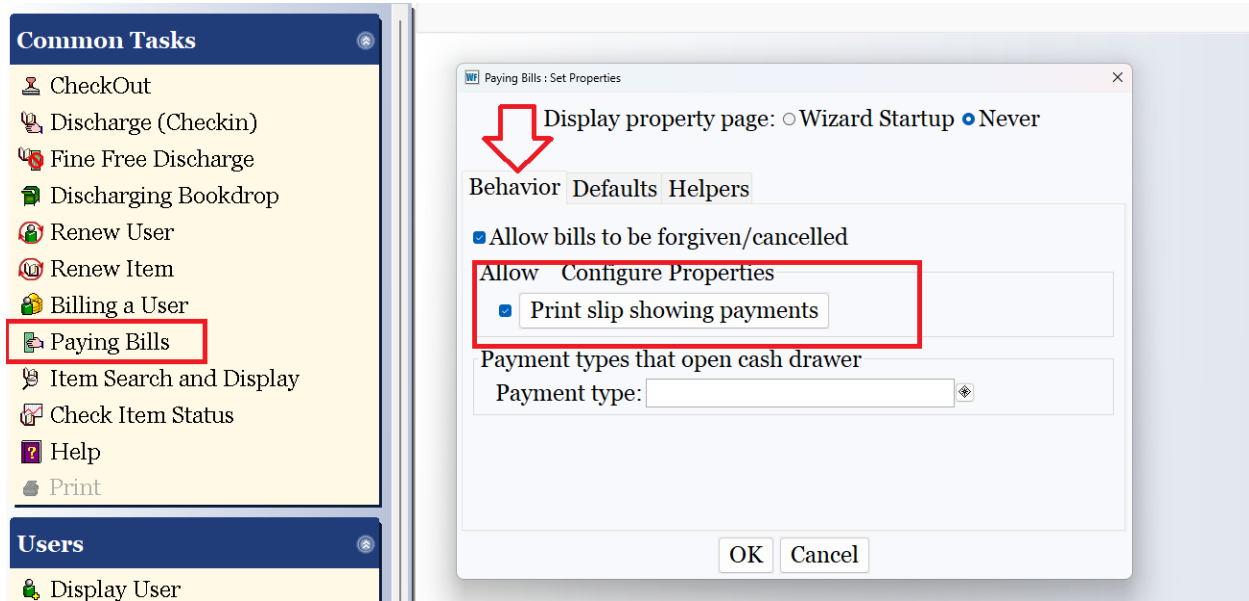 Common Tasks
CheckOut
Discharge (Checkin)
Fine Free Discharge
Discharging Bookdrop
Renew User
Renew Item
Billing a User
Paying Bills
Item Search and Display
Check Item Status
? Help
Print
Users
Display User
WF Paying Bills : Set Properties
Display property page: Wizard Startup Never
Behavior Defaults Helpers
Allow bills to be forgiven/cancelled
Allow Configure Properties
Print slip showing payments
Payment types that open cash drawer
Payment type:
OK Cancel